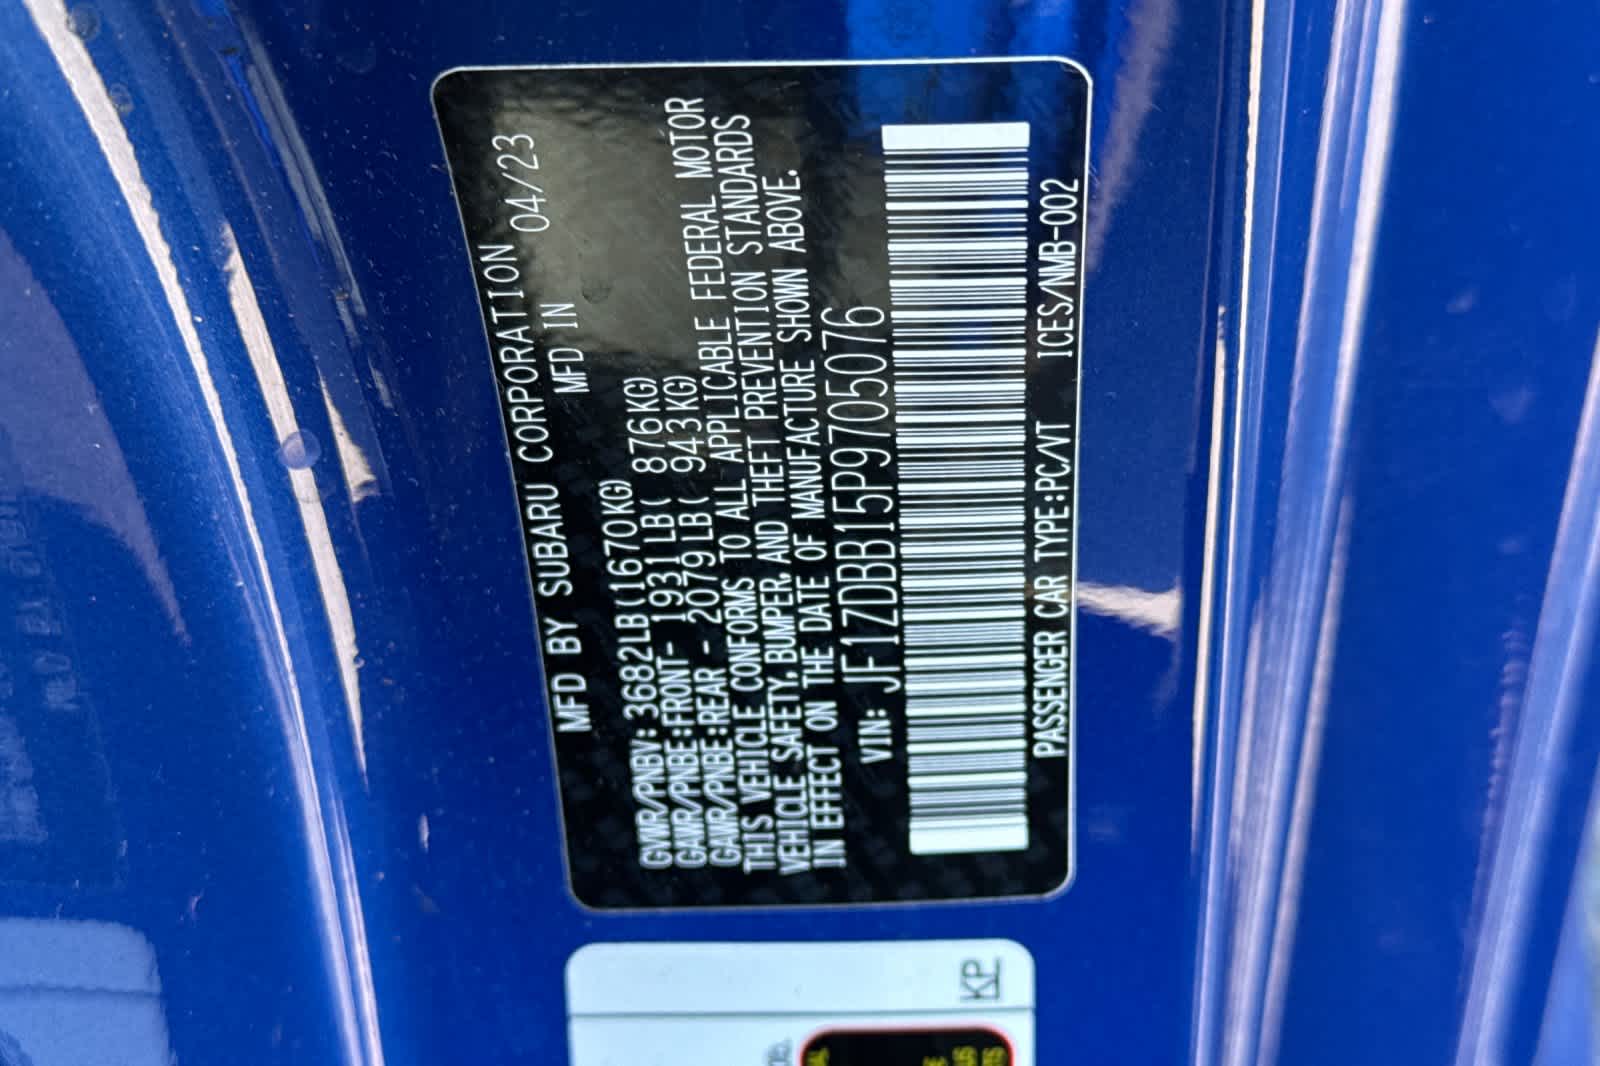 MFD BY SUBARU CORPORATION
MFD IN 04/23
GVWR/PNBV: 3682LB(1670KG)
GAWR/PNBE:FRONT- 1931LB( 876KG)
GAWR/PNBE:REAR - 2079LB( 943KG)
THIS VEHICLE CONFORMS TO ALL APPLICABLE FEDERAL MOTOR
VEHICLE SAFETY, BUMPER, AND THEFT PREVENTION STANDARDS
IN EFFECT ON THE DATE OF MANUFACTURE SHOWN ABOVE.
VIN: JF1ZDBB15P9705076
PASSENGER CAR TYPE:PC/VT ICES/NMB-002
KP